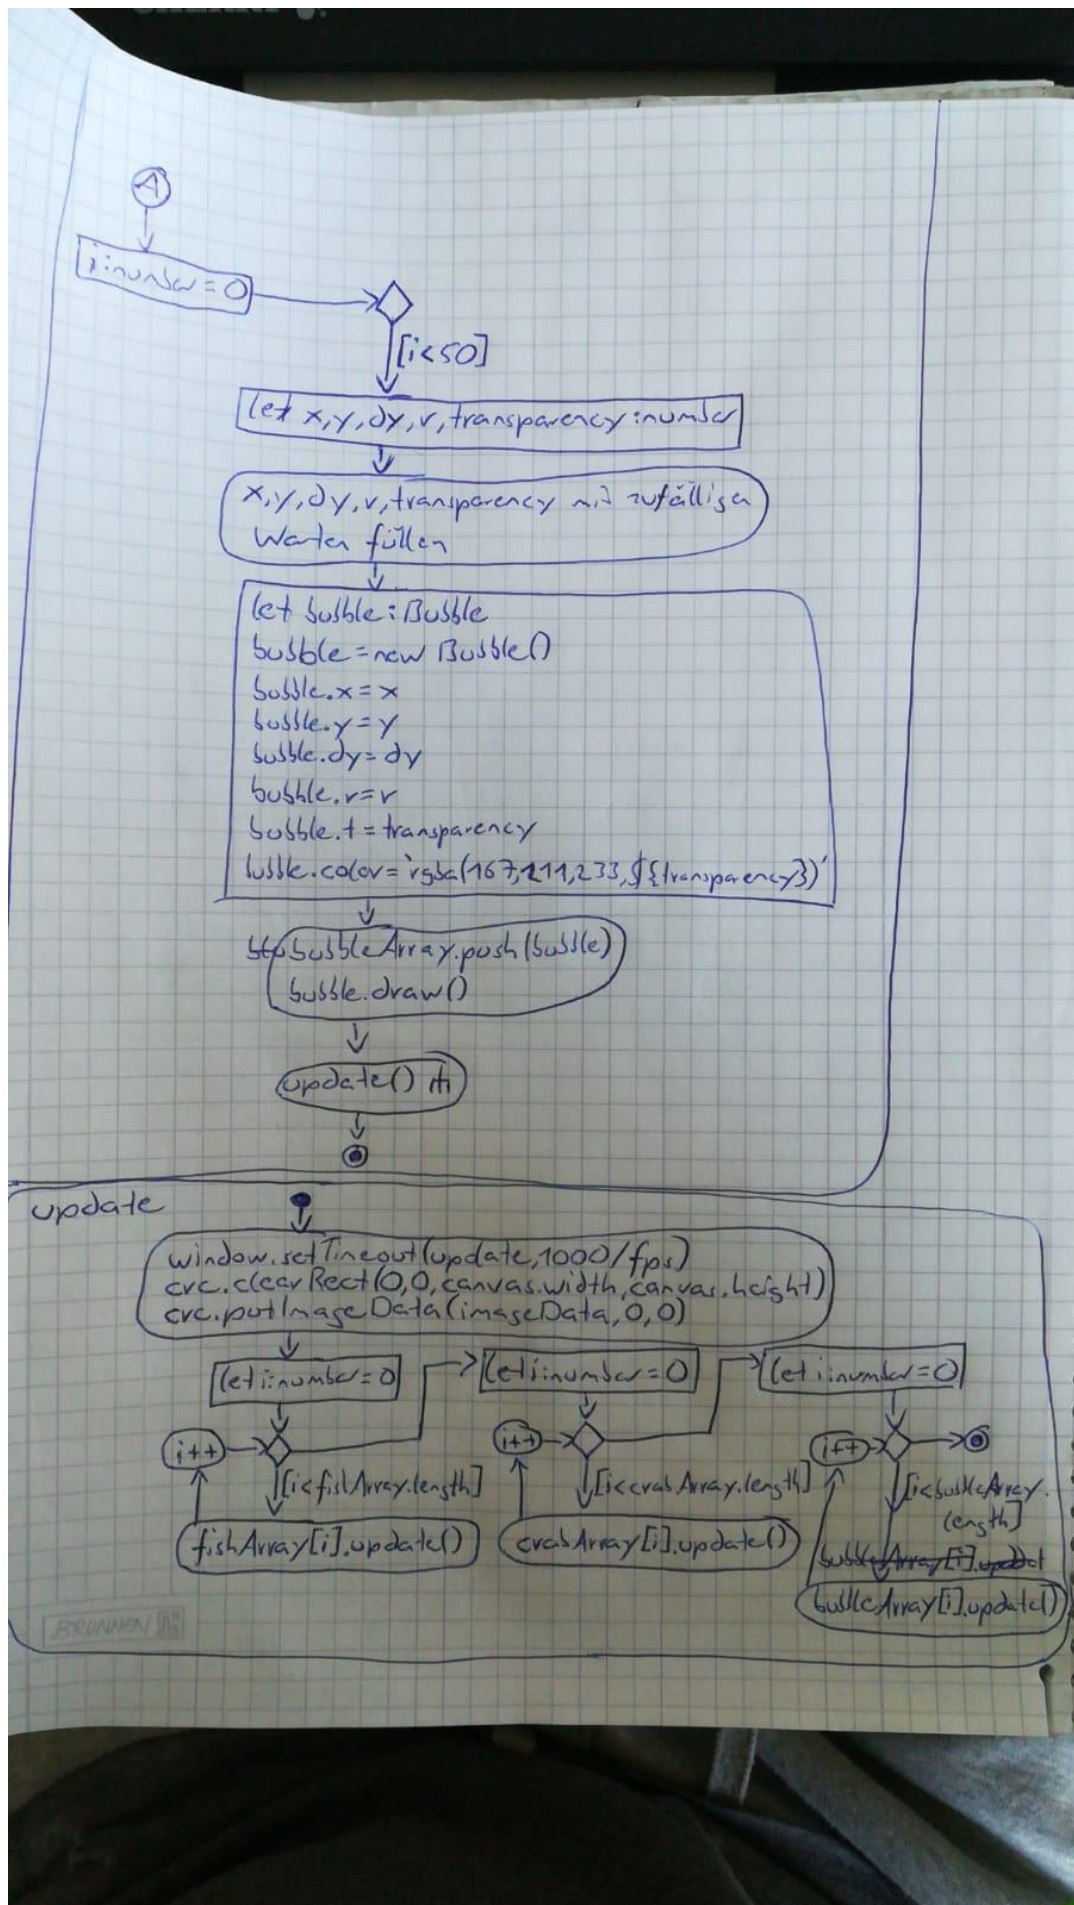 A
i:number=0
[i<50]
let x,y,dy,r,transparency:number
x,y,dy,r,transparency mit zufälligen
Werten füllen
let bubble:Bubble
bubble=new Bubble()
bubble.x=x
bubble.y=y
bubble.dy=dy
bubble.r=r
bubble.t=transparency
bubble.color=`rgba(167,211,233,${transparency})`
bubbleArray.push(bubble)
bubble.draw()
update()
update
window.setTimeout(update,1000/fps)
crc.clearRect(0,0,canvas.width,canvas.height)
crc.putImageData(imageData,0,0)
let i:number=0
let i:number=0
let i:number=0
i++
i++
i++
[i<fishArray.length]
[i<crabArray.length]
[i<bubbleArray.
length]
fishArray[i].update()
crabArray[i].update()
bubbleArray[i].updat
bubbleArray[i].update()
BRUNNEN